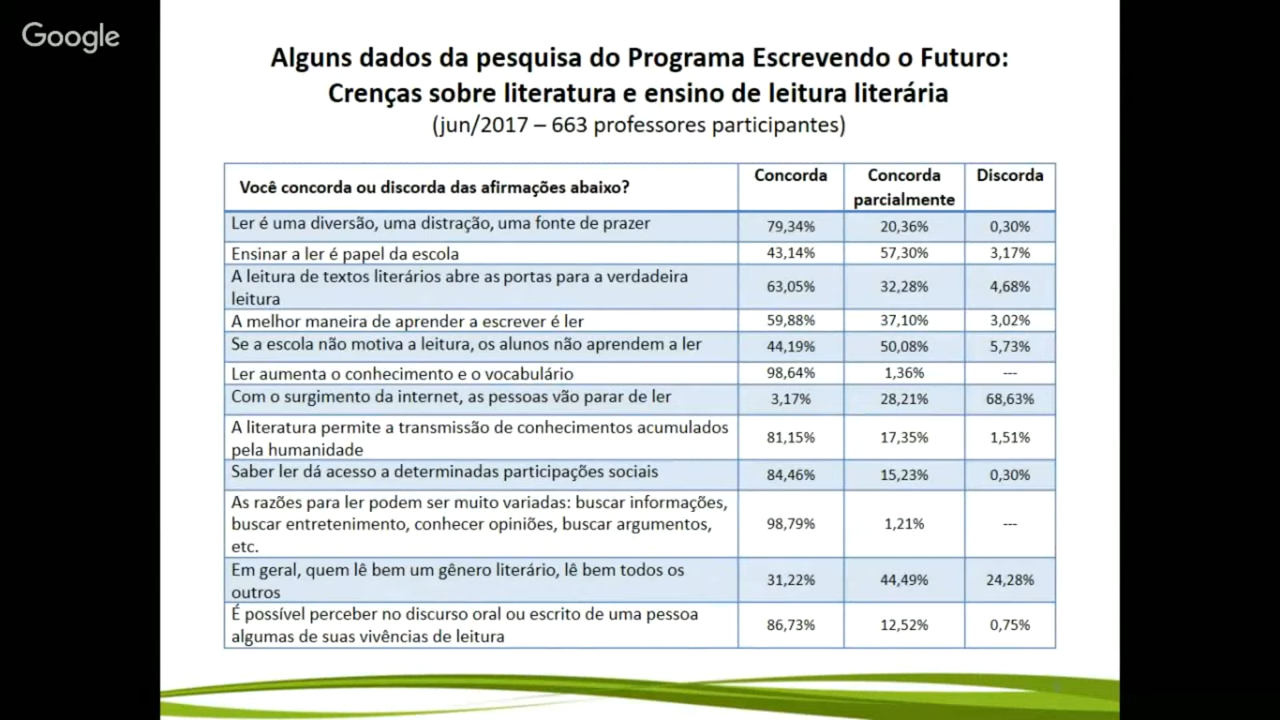 Google
Alguns dados da pesquisa do Programa Escrevendo o Futuro:
Crenças sobre literatura e ensino de leitura literária
(jun/2017 – 663 professores participantes)
Você concorda ou discorda das afirmações abaixo? Concorda Concorda parcialmente Discorda
Ler é uma diversão, uma distração, uma fonte de prazer 79,34% 20,36% 0,30%
Ensinar a ler é papel da escola 43,14% 57,30% 3,17%
A leitura de textos literários abre as portas para a verdadeira
leitura 63,05% 32,28% 4,68%
A melhor maneira de aprender a escrever é ler 59,88% 37,10% 3,02%
Se a escola não motiva a leitura, os alunos não aprendem a ler 44,19% 50,08% 5,73%
Ler aumenta o conhecimento e o vocabulário 98,64% 1,36% ---
Com o surgimento da internet, as pessoas vão parar de ler 3,17% 28,21% 68,63%
A literatura permite a transmissão de conhecimentos acumulados
pela humanidade 81,15% 17,35% 1,51%
Saber ler dá acesso a determinadas participações sociais 84,46% 15,23% 0,30%
As razões para ler podem ser muito variadas: buscar informações,
buscar entretenimento, conhecer opiniões, buscar argumentos,
etc. 98,79% 1,21% ---
Em geral, quem lê bem um gênero literário, lê bem todos os
outros 31,22% 44,49% 24,28%
É possível perceber no discurso oral ou escrito de uma pessoa
algumas de suas vivências de leitura 86,73% 12,52% 0,75%